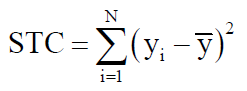 STC = ∑_{i=1}^{N} (y_i − ȳ)²